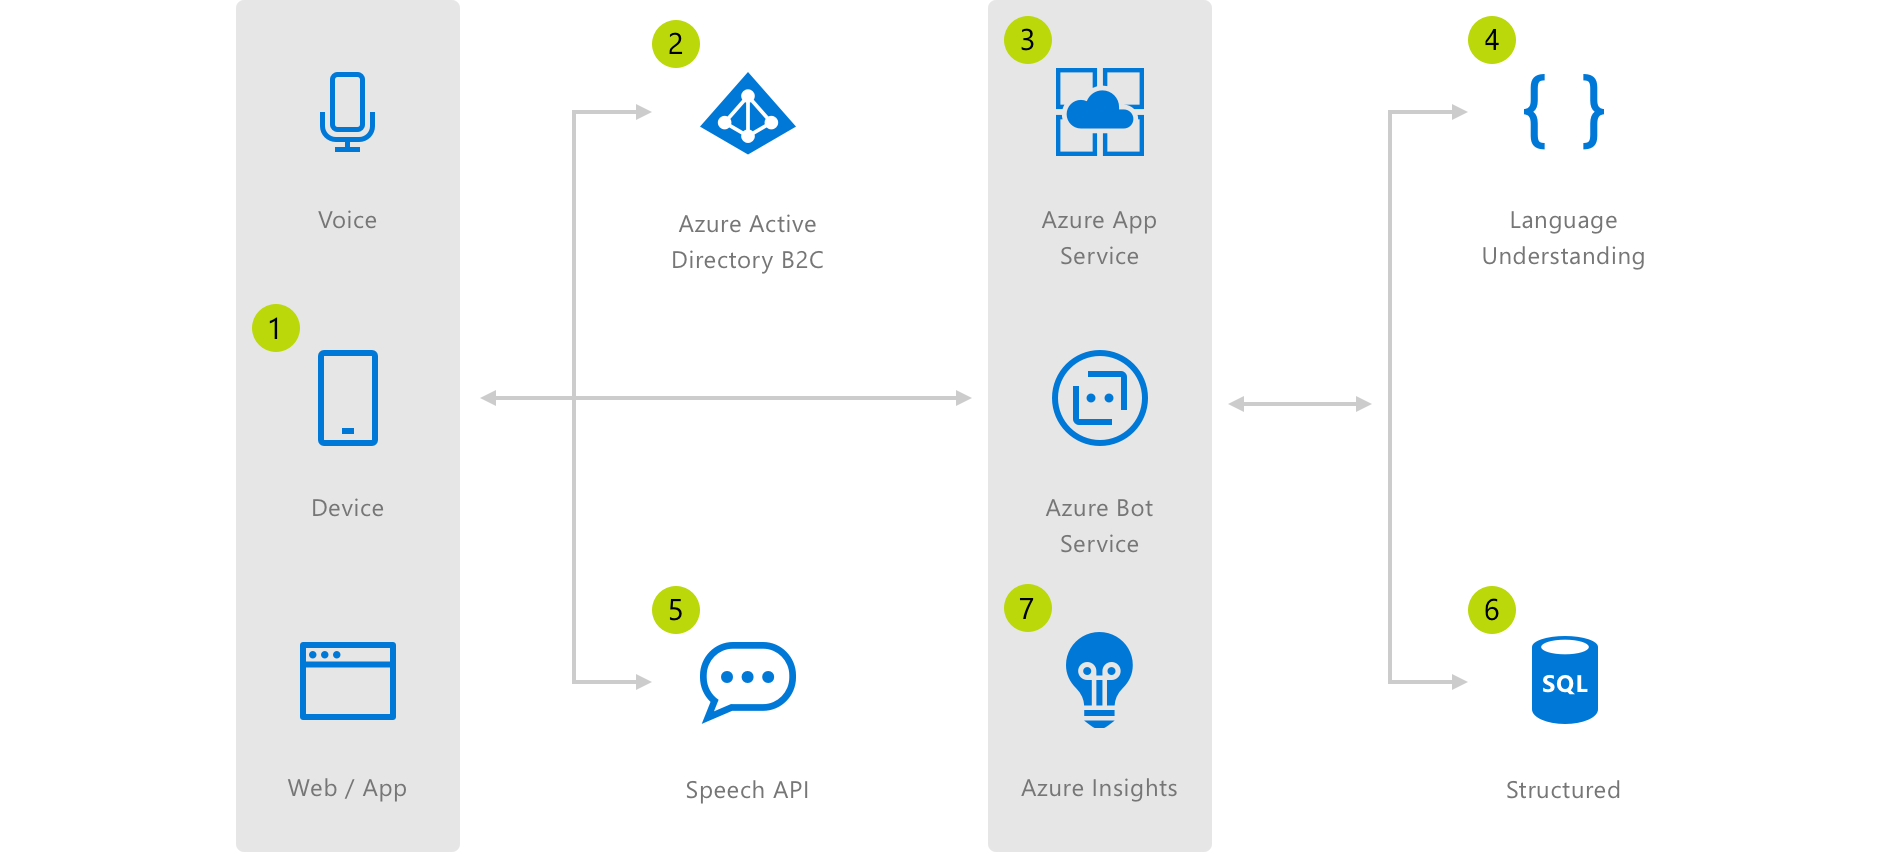 Voice
1
Device
Web / App
2
Azure Active
Directory B2C
5
Speech API
3
Azure App
Service
Azure Bot
Service
7
Azure Insights
4
{ }
Language
Understanding
6
SQL
Structured